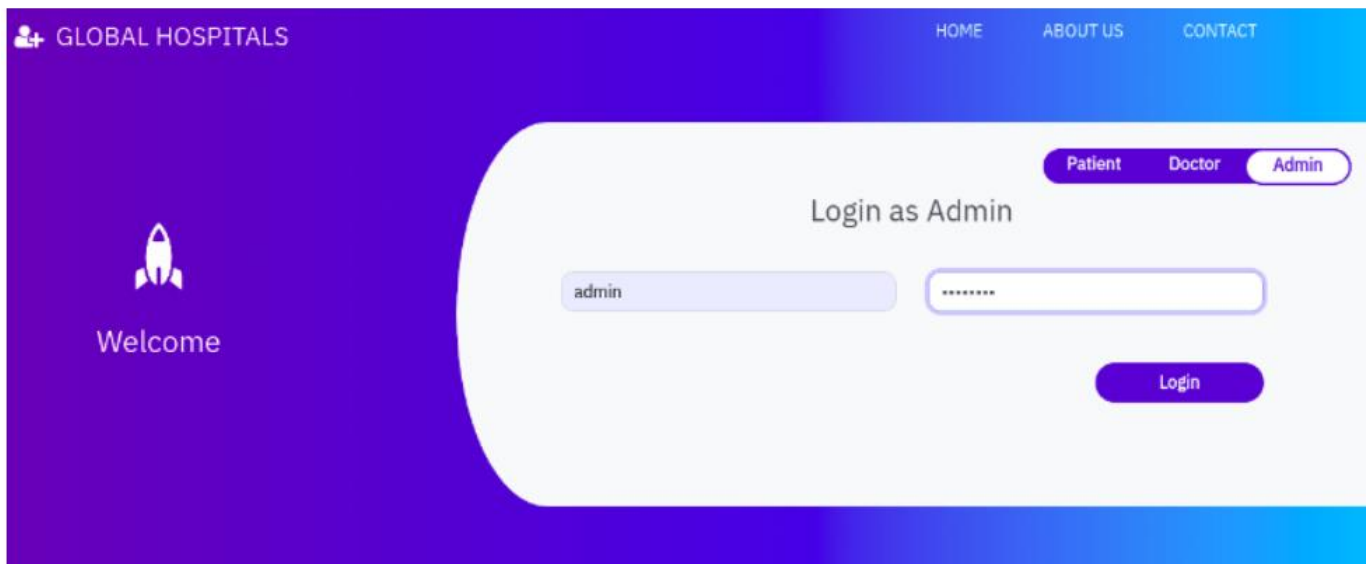 GLOBAL HOSPITALS
HOME ABOUT US CONTACT
Patient Doctor Admin
Login as Admin
admin ········
Welcome
Login